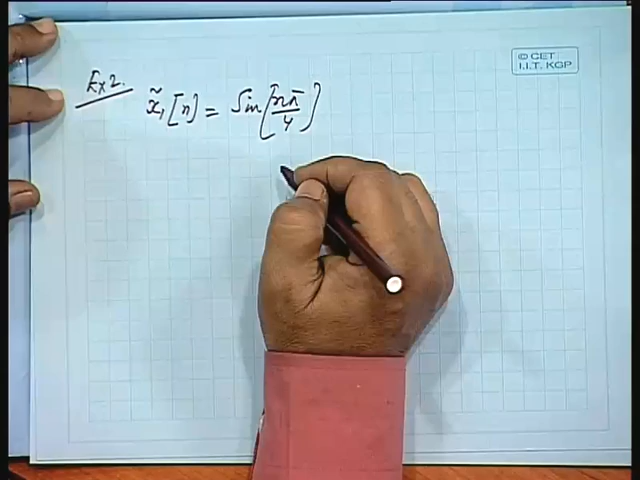 Ex 2.
x̃₁[n] = Sin[nπ/4]
© CET
I.I.T. KGP